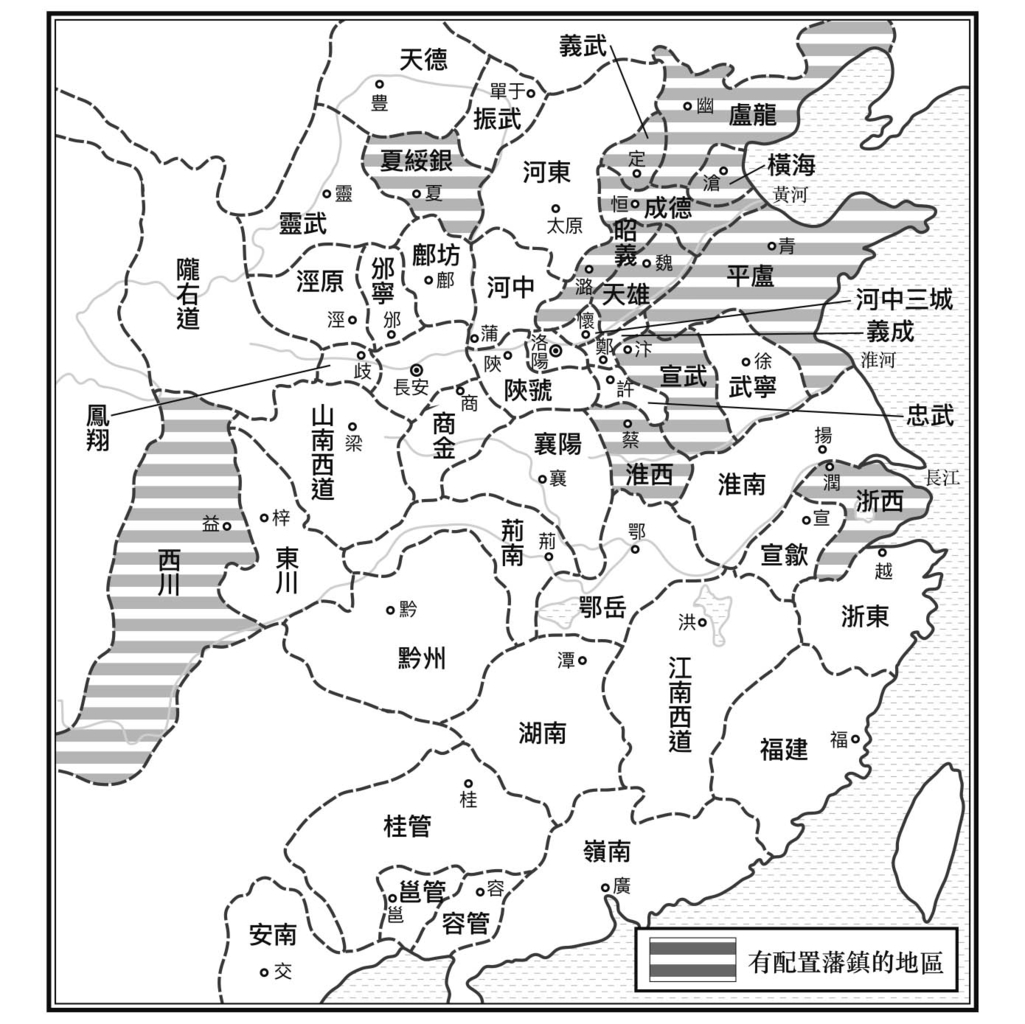 天德
豊
單于
振武
義武
幽
盧龍
夏綏銀
夏
河東
太原
定
滄
橫海
黃河
恒
成德
靈
靈武
昭義
魏
青
平盧
隴右道
涇原
涇
邠寧
邠
鄜坊
鄜
河中
蒲
潞
天雄
懷
河中三城
義成
淮河
鳳翔
歧
長安
陝
洛陽
陝號
鄭
汴
宣武
徐
武寧
許
忠武
商
商金
山南西道
梁
襄陽
襄
蔡
淮西
淮南
揚
潤
長江
浙西
益
西川
梓
東川
荊南
荊
鄂
鄂岳
宣
宣歙
越
浙東
黔
黔州
潭
湖南
洪
江南西道
福建
福
桂
桂管
嶺南
廣
邕管
邕
容
容管
安南
交
有配置藩鎮的地區